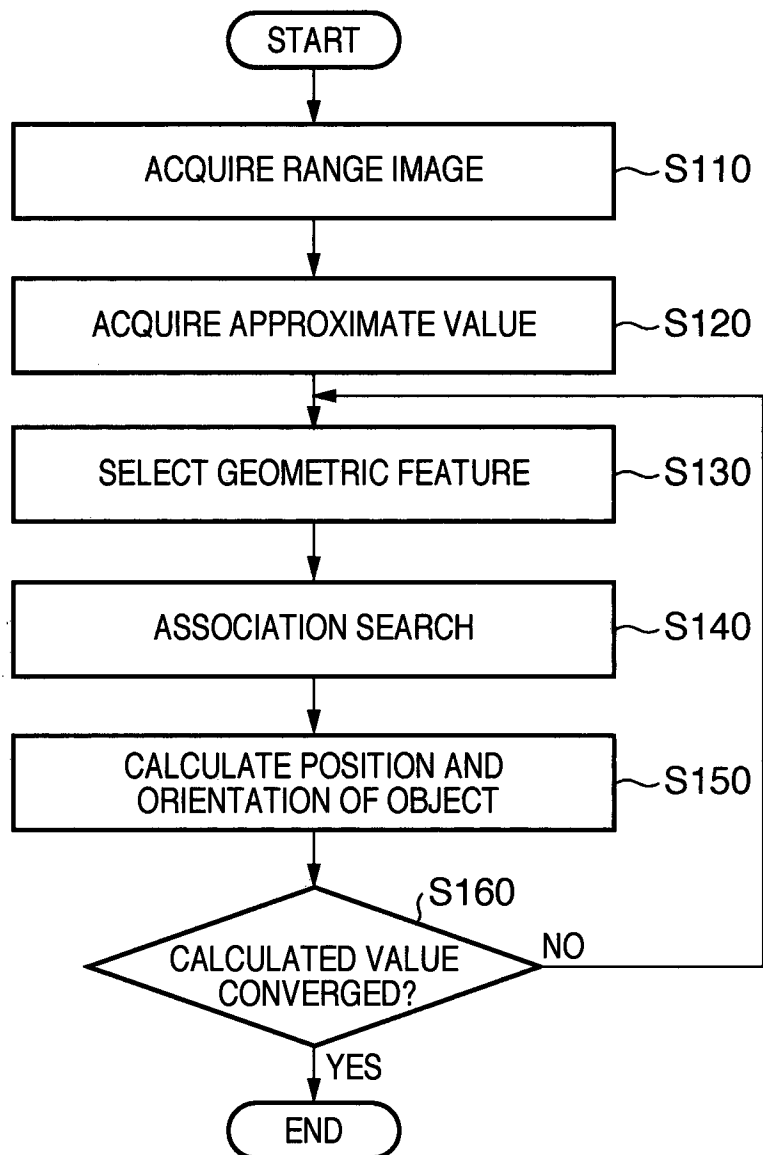 START
ACQUIRE RANGE IMAGE
S110
ACQUIRE APPROXIMATE VALUE
S120
SELECT GEOMETRIC FEATURE
S130
ASSOCIATION SEARCH
S140
CALCULATE POSITION AND
ORIENTATION OF OBJECT
S150
S160
CALCULATED VALUE
CONVERGED?
NO
YES
END